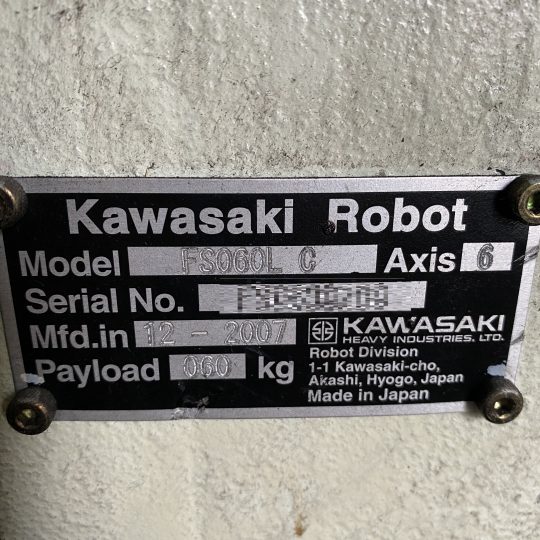 Kawasaki Robot
Model FS060L C Axis 6
Serial No.
Mfd.in 12 - 2007 KAWASAKI
HEAVY INDUSTRIES, LTD.
Robot Division
Payload 060 kg 1-1 Kawasaki-cho,
Akashi, Hyogo, Japan
Made in Japan